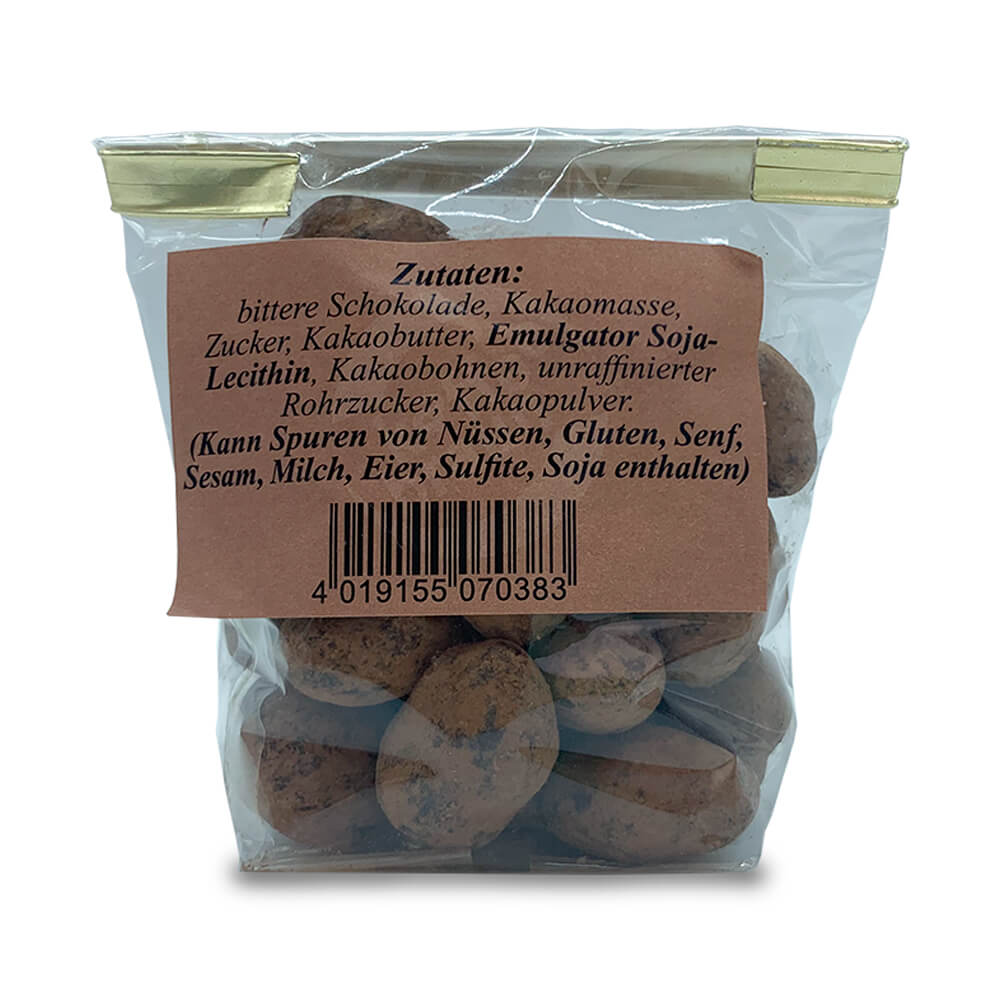 Zutaten:
bittere Schokolade, Kakaomasse,
Zucker, Kakaobutter, Emulgator Soja-
Lecithin, Kakaobohnen, unraffinierter
Rohrzucker, Kakaopulver.
(Kann Spuren von Nüssen, Gluten, Senf,
Sesam, Milch, Eier, Sulfite, Soja enthalten)
4 019155 070383